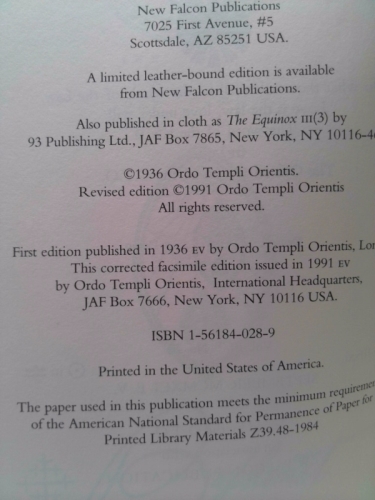 New Falcon Publications
7025 First Avenue, #5
Scottsdale, AZ 85251 USA.
A limited leather-bound edition is available
from New Falcon Publications.
Also published in cloth as The Equinox III(3) by
93 Publishing Ltd., JAF Box 7865, New York, NY 10116-4
©1936 Ordo Templi Orientis.
Revised edition ©1991 Ordo Templi Orientis
All rights reserved.
First edition published in 1936 EV by Ordo Templi Orientis, Lon
This corrected facsimile edition issued in 1991 EV
by Ordo Templi Orientis, International Headquarters,
JAF Box 7666, New York, NY 10116 USA.
ISBN 1-56184-028-9
Printed in the United States of America.
The paper used in this publication meets the minimum requireme
of the American National Standard for Permanence of Paper for
Printed Library Materials Z39.48-1984